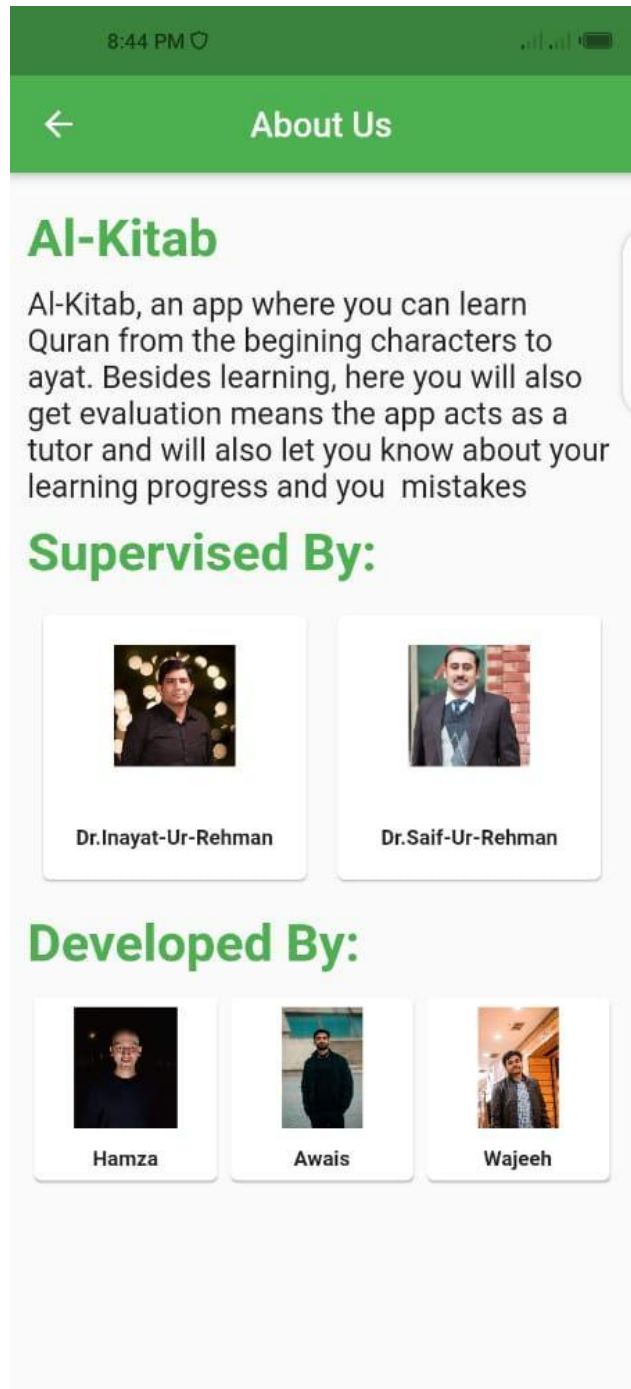 8:44 PM
About Us
Al-Kitab
Al-Kitab, an app where you can learn
Quran from the begining characters to
ayat. Besides learning, here you will also
get evaluation means the app acts as a
tutor and will also let you know about your
learning progress and you  mistakes
Supervised By:
Dr.Inayat-Ur-Rehman
Dr.Saif-Ur-Rehman
Developed By:
Hamza
Awais
Wajeeh